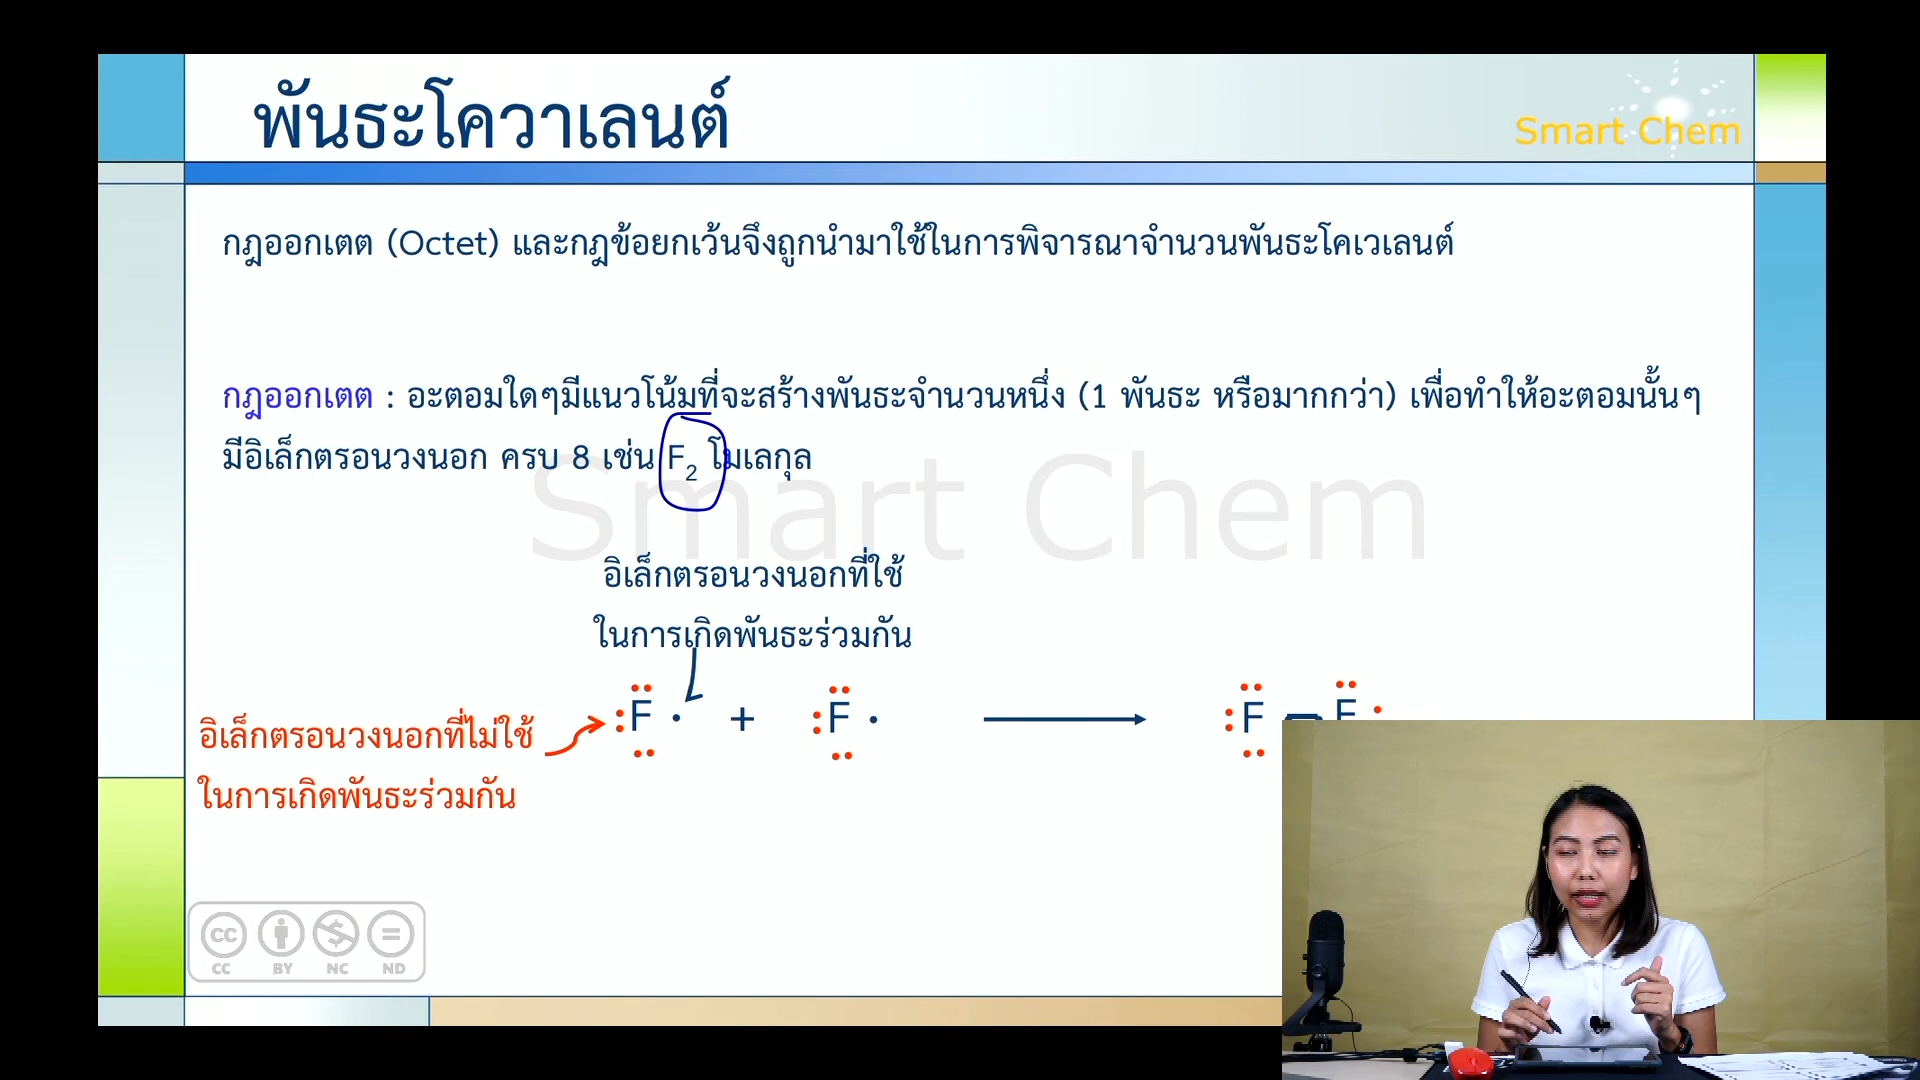 พันธะโควาเลนต์
Smart Chem
กฎออกเตต (Octet) และกฎข้อยกเว้นจึงถูกนำมาใช้ในการพิจารณาจำนวนพันธะโคเวเลนต์
กฎออกเตต : อะตอมใดๆมีแนวโน้มที่จะสร้างพันธะจำนวนหนึ่ง (1 พันธะ หรือมากกว่า) เพื่อทำให้อะตอมนั้นๆ
มีอิเล็กตรอนวงนอก ครบ 8 เช่น F2 โมเลกุล
Smart Chem
อิเล็กตรอนวงนอกที่ใช้
ในการเกิดพันธะร่วมกัน
F + F F F
อิเล็กตรอนวงนอกที่ไม่ใช้
ในการเกิดพันธะร่วมกัน
CC BY NC ND